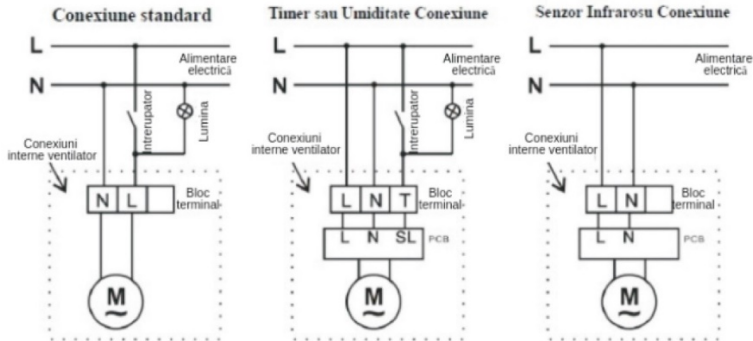 Conexiune standard
L
N
Alimentare
electrică
Intrerupator
Lumina
Conexiuni
interne ventilator
N L
Bloc
terminal
M
~
Timer sau Umiditate Conexiune
L
N
Alimentare
electrică
Intrerupator
Lumina
Conexiuni
interne ventilator
L N T
Bloc
terminal
L N SL
PCB
M
~
Senzor Infrarosu Conexiune
L
N
Alimentare
electrică
Conexiuni
interne ventilator
L N
Bloc
terminal
L N
PCB
M
~